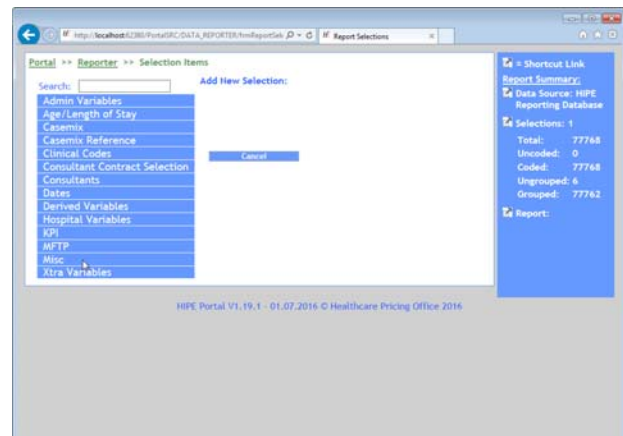 http://localhost:62380/PortalSRC/DATA_REPORTER/frmReportSele
Report Selections
Portal >> Reporter >> Selection Items
Search:
Add New Selection:
Admin Variables
Age/Length of Stay
Casemix
Casemix Reference
Clinical Codes
Consultant Contract Selection
Consultants
Dates
Derived Variables
Hospital Variables
KPI
MFTP
Misc
Xtra Variables
Cancel
= Shortcut Link
Report Summary:
Data Source: HIPE
Reporting Database
Selections: 1
Total: 77768
Uncoded: 0
Coded: 77768
Ungrouped: 6
Grouped: 77762
Report:
HIPE Portal V1.19.1 - 01.07.2016 © Healthcare Pricing Office 2016